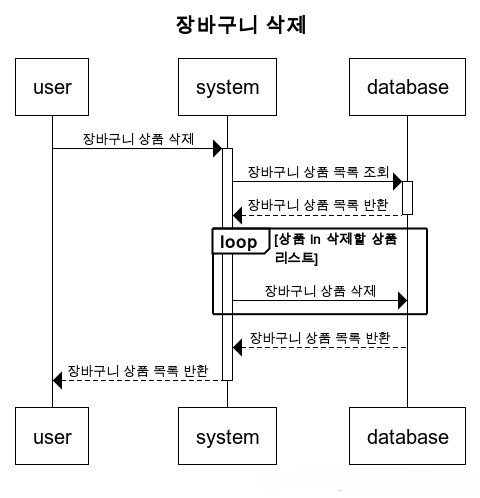 장바구니 삭제
user
system
database
장바구니 상품 삭제
장바구니 상품 목록 조회
장바구니 상품 목록 반환
loop
[상품 in 삭제할 상품
리스트]
장바구니 상품 삭제
장바구니 상품 목록 반환
장바구니 상품 목록 반환
user
system
database